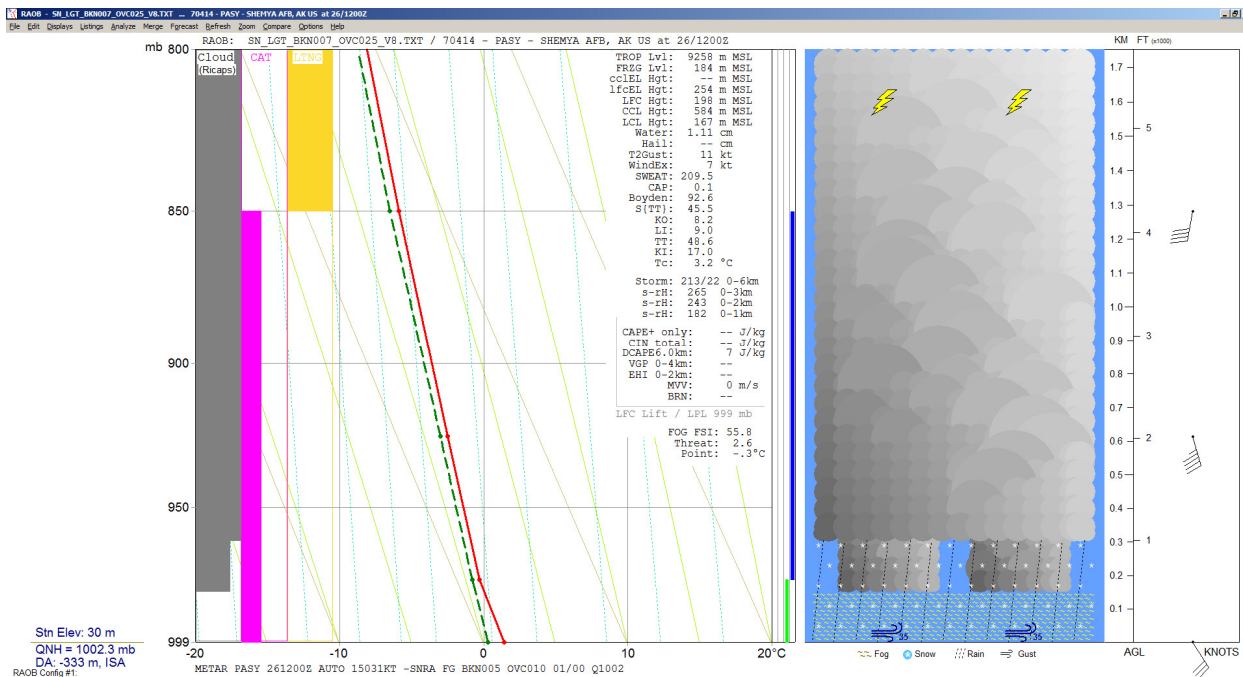 RAOB - SN_LGT_BKN007_OVC025_V8.TXT ... 70414 - PASY - SHEMYA AFB, AK US at 26/1200Z
File Edit Displays Listings Analyze Merge Forecast Refresh Zoom Compare Options Help
RAOB: SN_LGT_BKN007_OVC025_V8.TXT / 70414 - PASY - SHEMYA AFB, AK US at 26/1200Z
mb
800
850
900
950
999
Cloud
(Ricaps)
CAT
LTNG
TROP Lvl: 9258 m MSL
FRZG Lvl: 184 m MSL
cclEL Hgt: -- m MSL
lfcEL Hgt: 254 m MSL
LFC Hgt: 198 m MSL
CCL Hgt: 584 m MSL
LCL Hgt: 167 m MSL
Water: 1.11 cm
Hail: -- cm
T2Gust: 11 kt
WindEx: 7 kt
SWEAT: 209.5
CAP: 0.1
Boyden: 92.6
S{TT}: 45.5
KO: 8.2
LI: 9.0
TT: 48.6
KI: 17.0
Tc: 3.2 °C
Storm: 213/22 0-6km
s-rH: 265 0-3km
s-rH: 243 0-2km
s-rH: 182 0-1km
CAPE+ only: -- J/kg
CIN total: -- J/kg
DCAPE6.0km: 7 J/kg
VGP 0-4km: --
EHI 0-2km: --
MVV: 0 m/s
BRN: --
LFC Lift / LPL 999 mb
FOG FSI: 55.8
Threat: 2.6
Point: -.3°C
-20 -10 0 10 20°C
METAR PASY 261200Z AUTO 15031KT -SNRA FG BKN005 OVC010 01/00 Q1002
Stn Elev: 30 m
QNH = 1002.3 mb
DA: -333 m, ISA
RAOB Config #1:
35 35
Fog Snow Rain Gust
KM FT (x1000)
1.7
1.6
5
1.5
1.4
1.3
4
1.2
1.1
1.0
3
0.9
0.8
0.7
2
0.6
0.5
0.4
0.3 1
0.2
0.1
AGL KNOTS